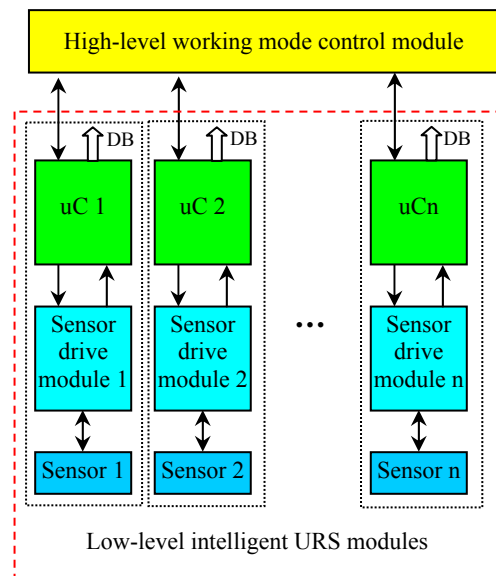 High-level working mode control module
DB
DB
DB
uC 1
uC 2
uCn
Sensor
drive
module 1
Sensor
drive
module 2
...
Sensor
drive
module n
Sensor 1
Sensor 2
Sensor n
Low-level intelligent URS modules